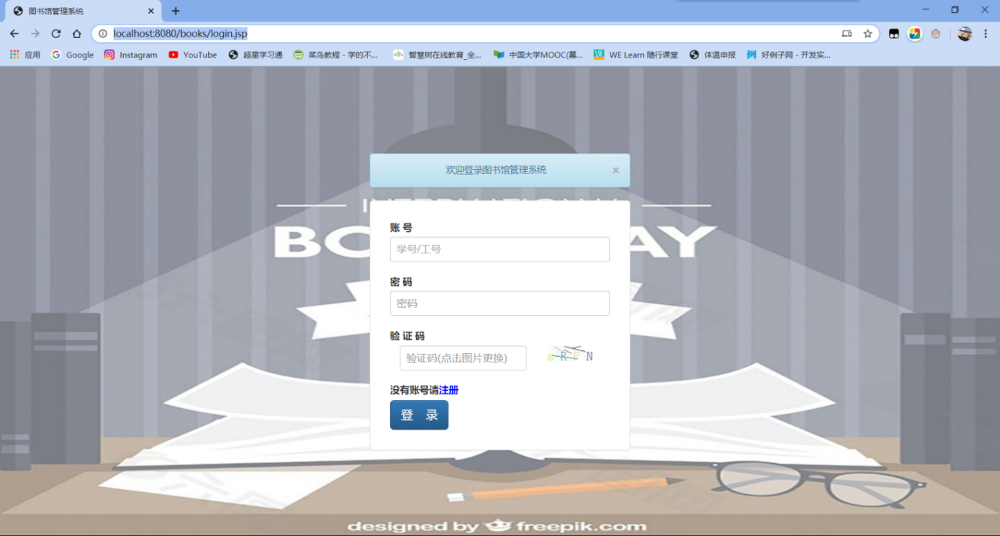 图书馆管理系统
localhost:8080/books/login.jsp
应用 Google Instagram YouTube 超星学习通 菜鸟教程 - 学的不... 智慧树在线教育_全... 中国大学MOOC(慕... WE Learn 随行课堂 体温申报 好例子网 - 开发实...
欢迎登录图书馆管理系统 ×
账 号
学号/工号
密 码
密码
验 证 码
验证码(点击图片更换)
没有账号请注册
登 录
designed by freepik.com